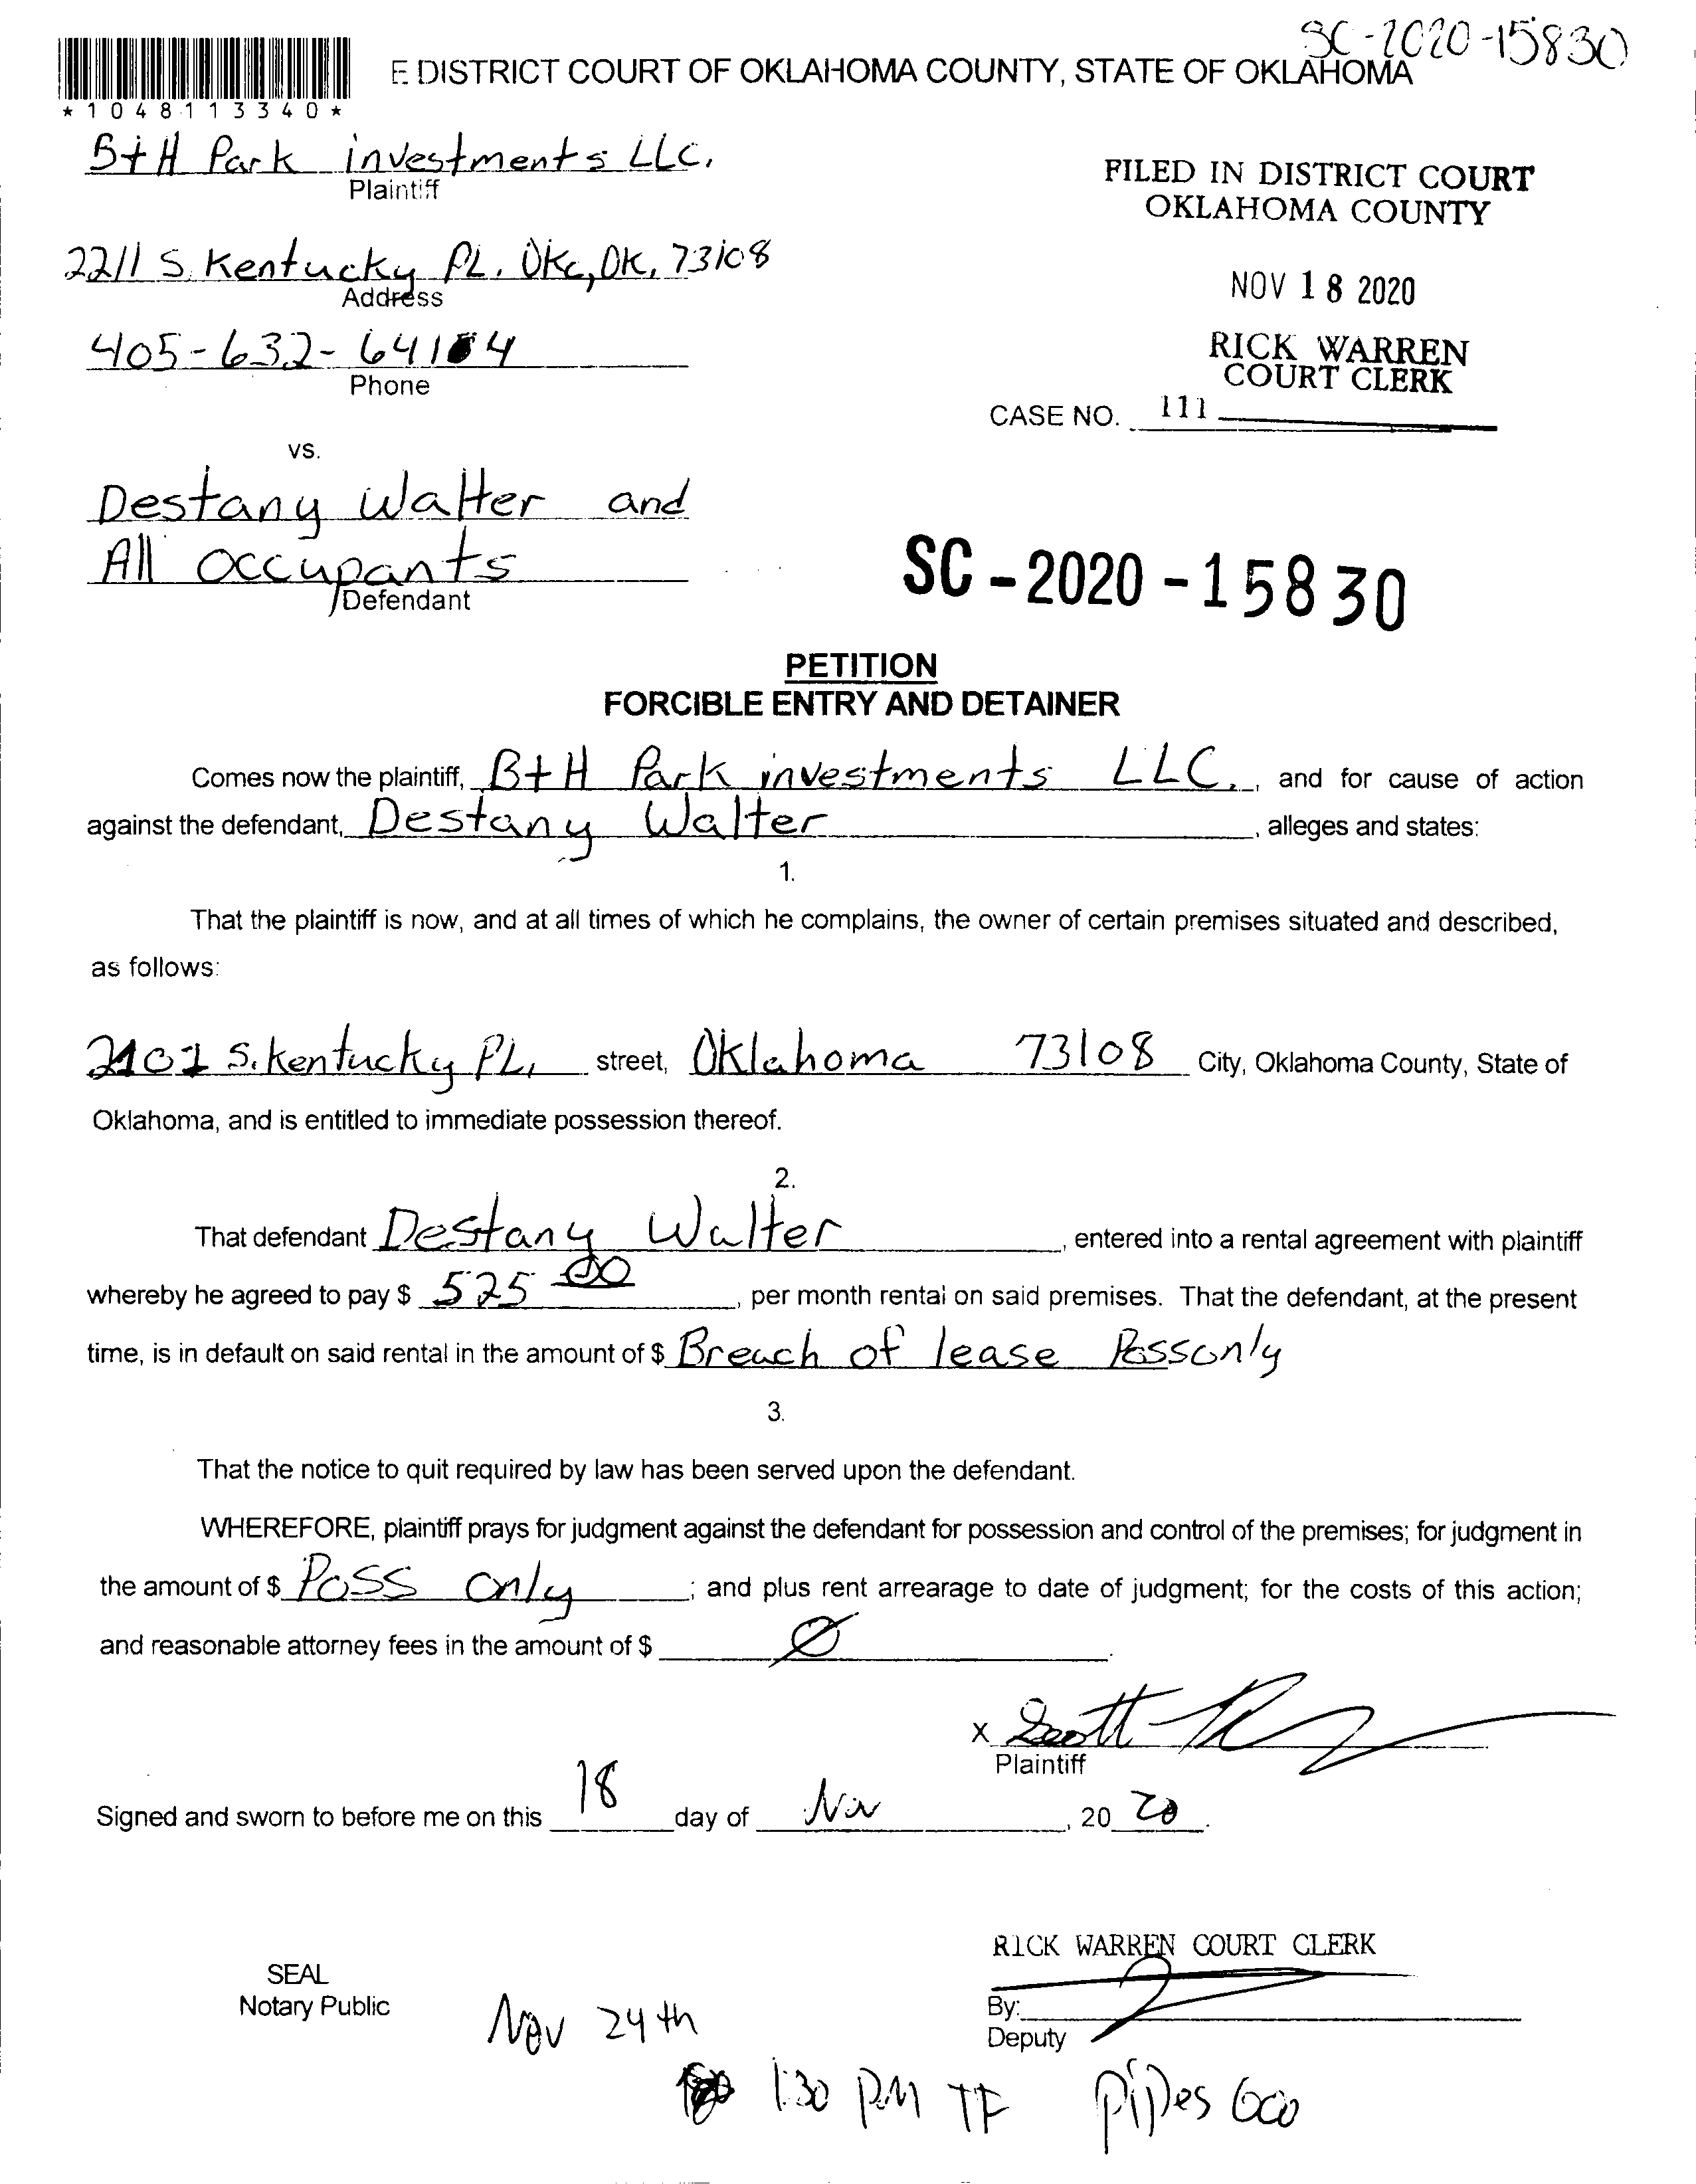 SC-2020-15830
E DISTRICT COURT OF OKLAHOMA COUNTY, STATE OF OKLAHOMA
*1048113340*
B+H Park investments LLC.
Plaintiff
FILED IN DISTRICT COURT
OKLAHOMA COUNTY
2211 S. Kentucky PL. Okc, OK, 73108
Address
NOV 18 2020
405-632-6414
Phone
RICK WARREN
COURT CLERK
CASE NO. 111
vs.
Destany Walter and
All Occupants
Defendant
SC-2020-15830
PETITION
FORCIBLE ENTRY AND DETAINER
Comes now the plaintiff, B+H Park investments LLC., and for cause of action
against the defendant, Destany Walter, alleges and states:
1.
That the plaintiff is now, and at all times of which he complains, the owner of certain premises situated and described,
as follows:
S. Kentucky PL, street, Oklahoma 73108 City, Oklahoma County, State of
Oklahoma, and is entitled to immediate possession thereof.
2.
That defendant Destany Walter, entered into a rental agreement with plaintiff
whereby he agreed to pay $ 525 00, per month rental on said premises. That the defendant, at the present
time, is in default on said rental in the amount of $ Breach of lease Poss only
3.
That the notice to quit required by law has been served upon the defendant.
WHEREFORE, plaintiff prays for judgment against the defendant for possession and control of the premises; for judgment in
the amount of $ Poss only; and plus rent arrearage to date of judgment; for the costs of this action;
and reasonable attorney fees in the amount of $ Ø.
x Scott
Plaintiff
Signed and sworn to before me on this 18 day of Nov, 20 20.
RICK WARREN COURT CLERK
SEAL
Notary Public
By:
Deputy
Nov 24th
1:30 PM TF pipes 600